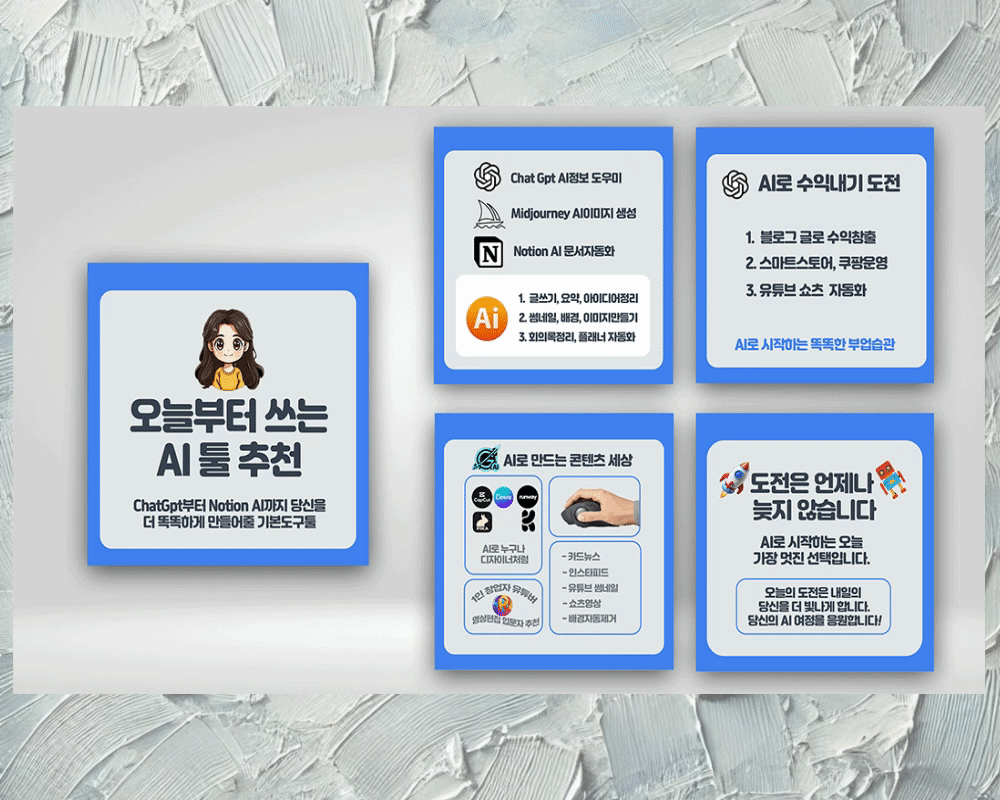 오늘부터 쓰는
AI 툴 추천
ChatGpt부터 Notion AI까지 당신을
더 똑똑하게 만들어줄 기본도구툴
Chat Gpt AI정보 도우미
Midjourney AI이미지 생성
N
Notion AI 문서자동화
Ai
1. 글쓰기, 요약, 아이디어정리
2. 썸네일, 배경, 이미지만들기
3. 회의록정리, 플래너 자동화
AI로 수익내기 도전
1. 블로그 글로 수익창출
2. 스마트스토어, 쿠팡운영
3. 유튜브 쇼츠 자동화
AI로 시작하는 똑똑한 부업습관
AI로 만드는 콘텐츠 세상
CapCut
Canva
runway
PIKA
AI로 누구나
디자이너처럼
1인 창업자 유튜버
영상편집 입문자 추천
- 카드뉴스
- 인스타피드
- 유튜브 썸네일
- 쇼츠영상
- 배경자동제거
도전은 언제나
늦지 않습니다
AI로 시작하는 오늘
가장 멋진 선택입니다.
오늘의 도전은 내일의
당신을 더 빛나게 합니다.
당신의 AI 여정을 응원합니다!